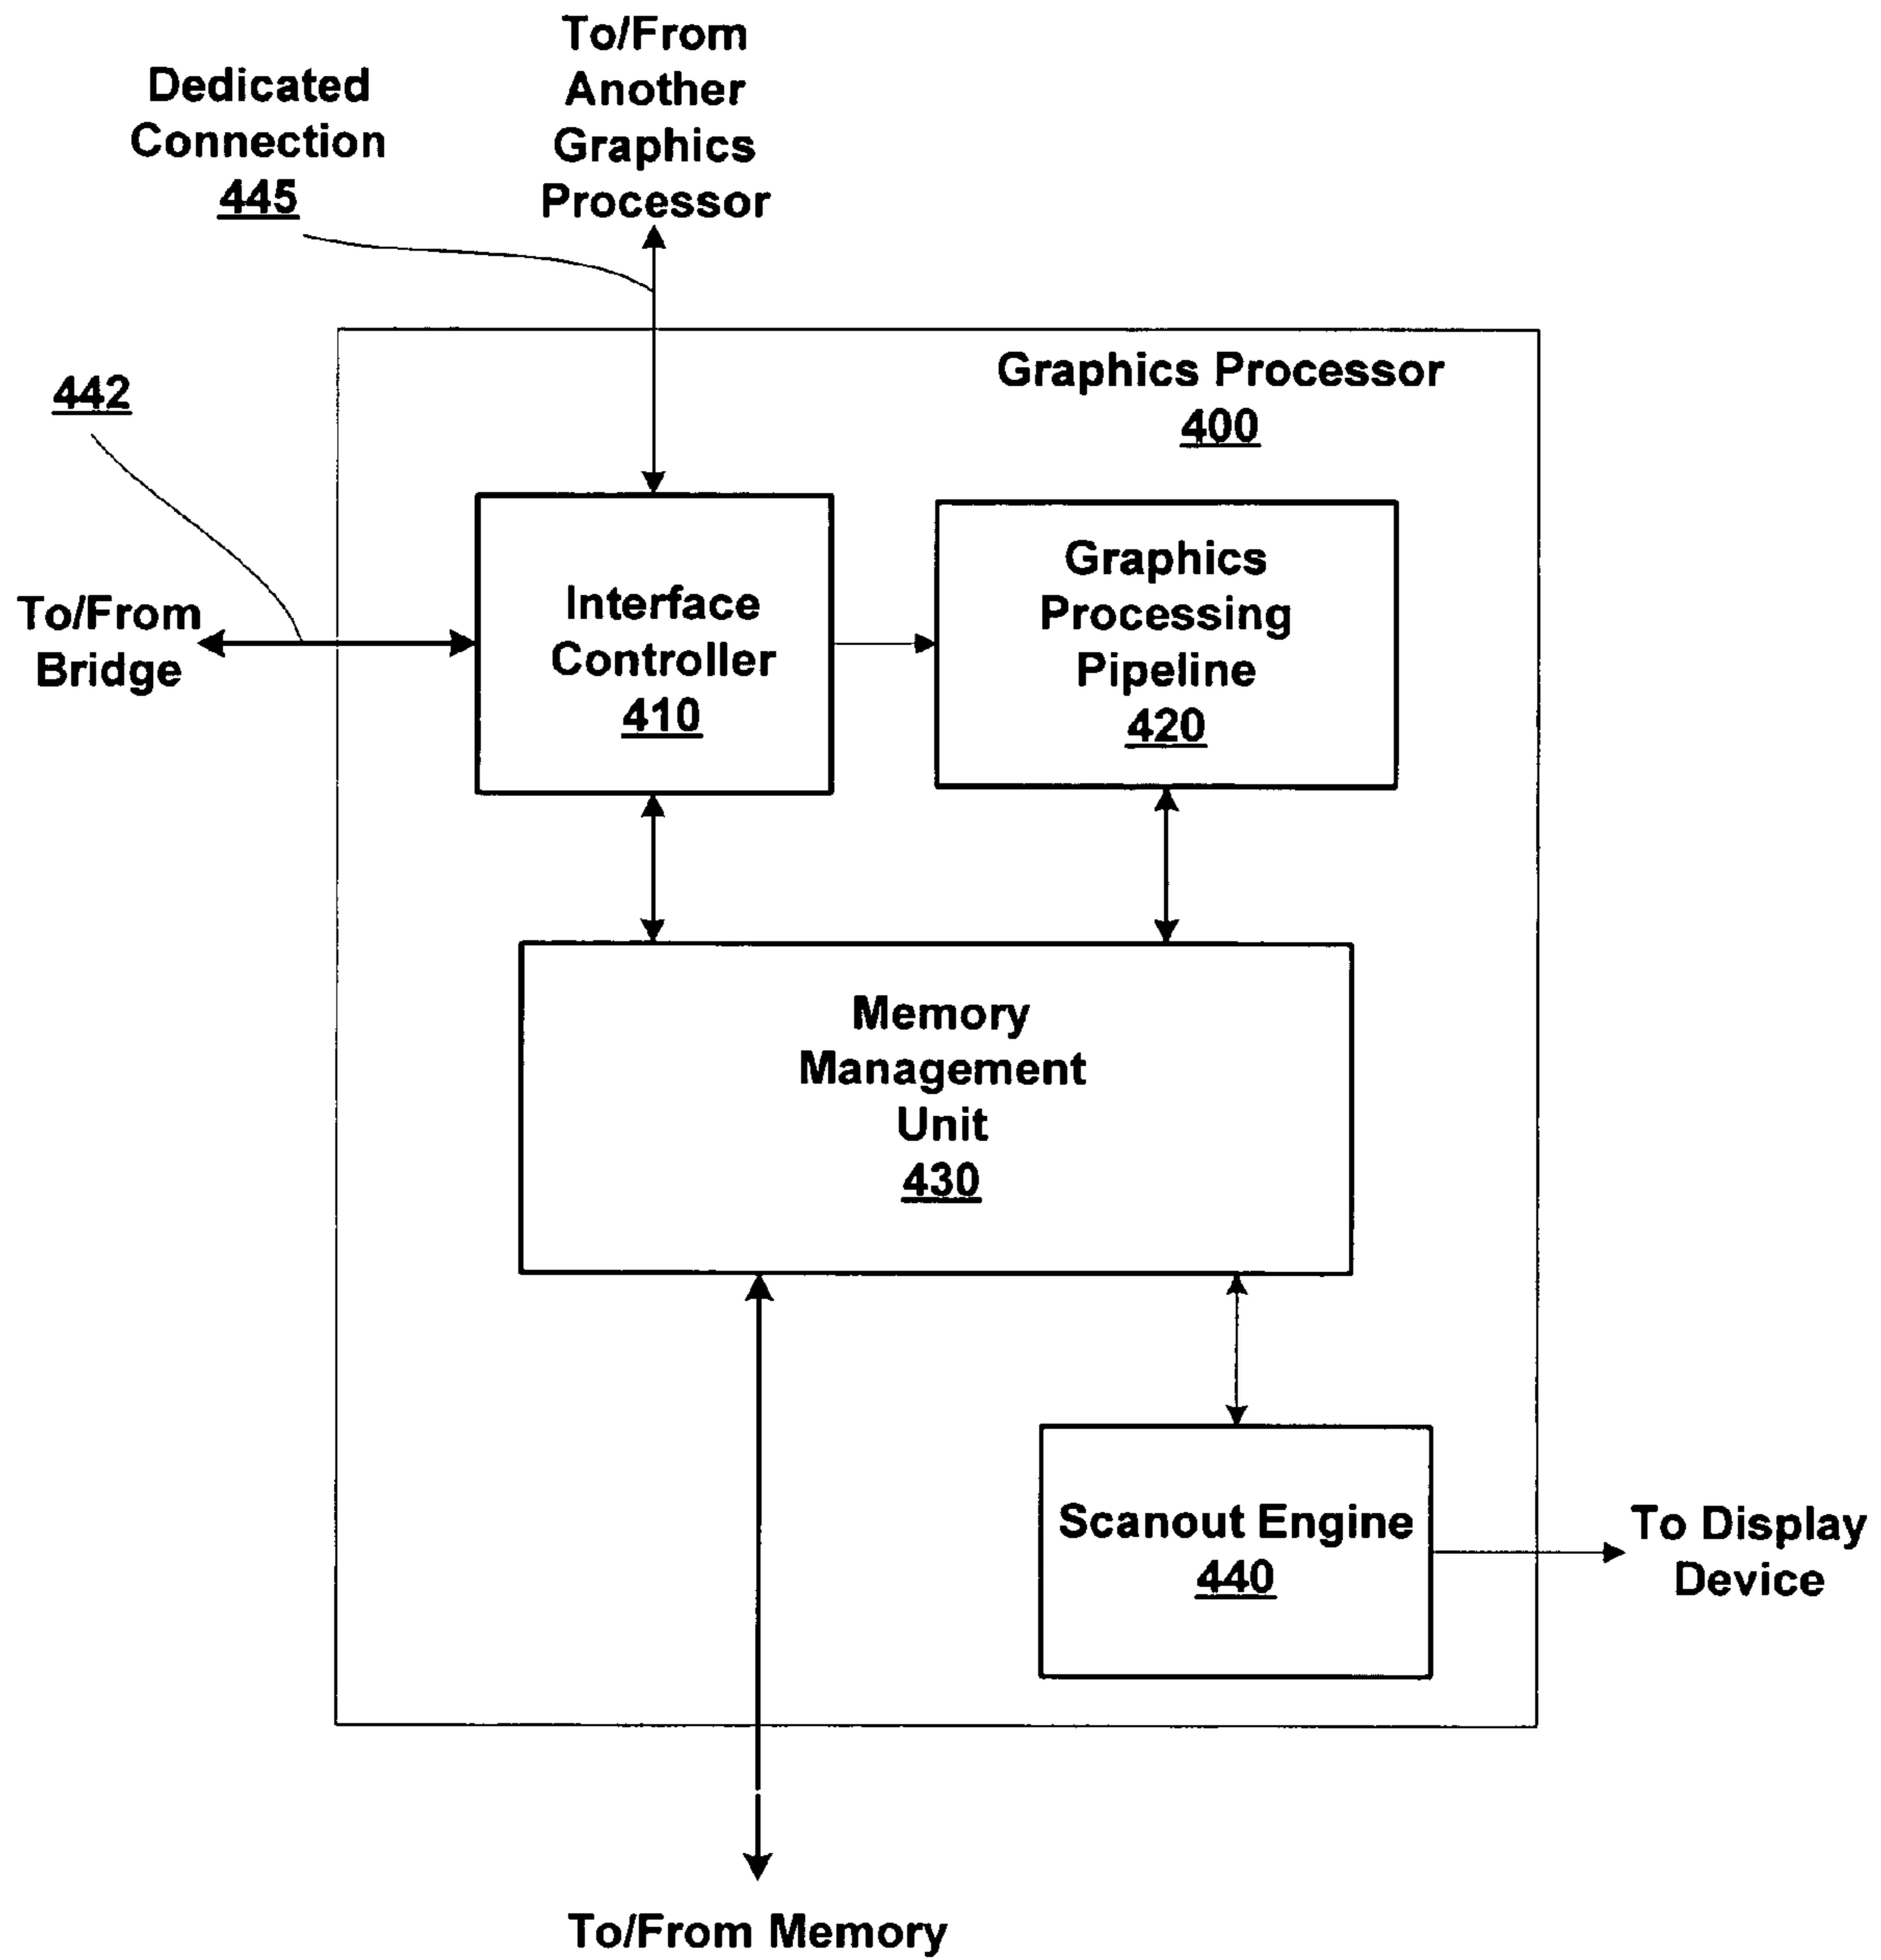 To/From
Another
Graphics
Processor
Dedicated
Connection
445
Graphics Processor
400
442
To/From
Bridge
Interface
Controller
410
Graphics
Processing
Pipeline
420
Memory
Management
Unit
430
Scanout Engine
440
To Display
Device
To/From Memory